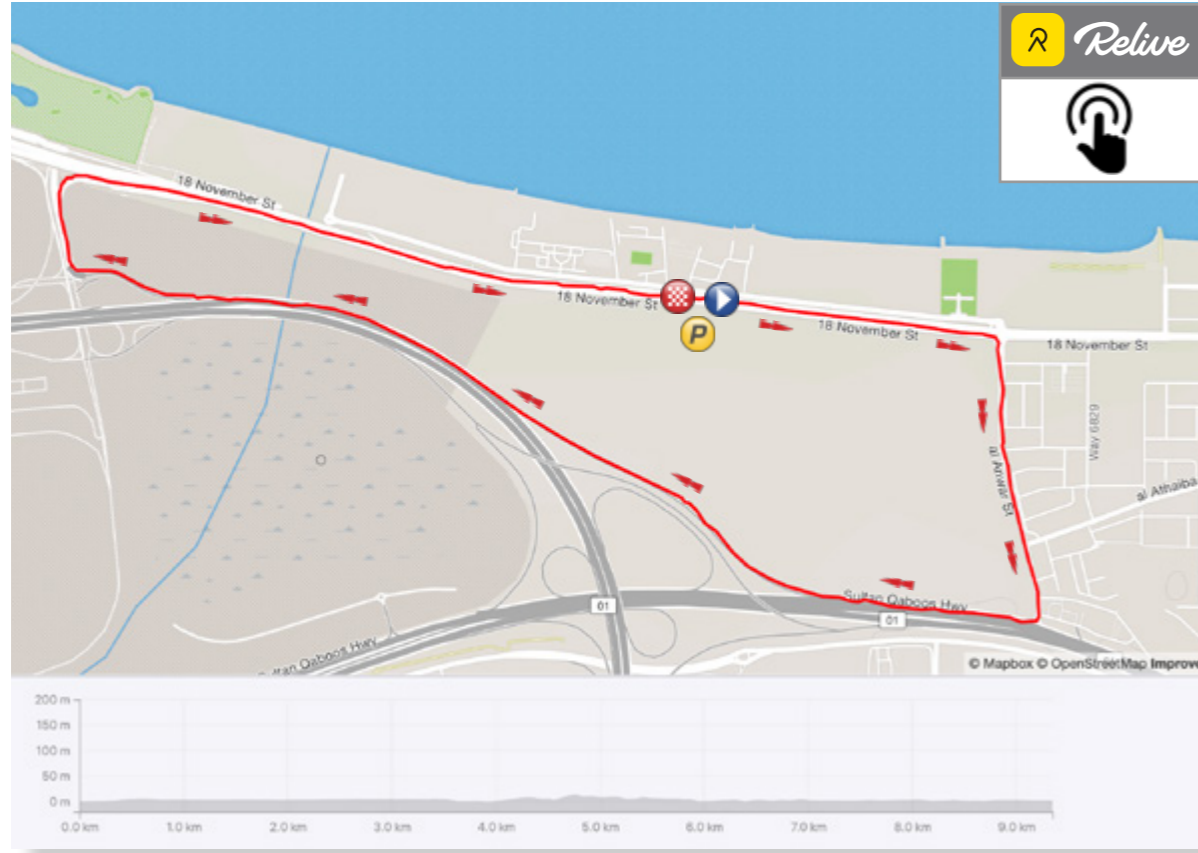 Relive
18 November St
18 November St
P
18 November St
18 November St
Way 6829
al Anwar St
al Athaiba
Sultan Qaboos Hwy
01
01
Sultan Qaboos Hwy
© Mapbox © OpenStreetMap Improve
200 m
150 m
100 m
50 m
0 m
0.0 km 1.0 km 2.0 km 3.0 km 4.0 km 5.0 km 6.0 km 7.0 km 8.0 km 9.0 km